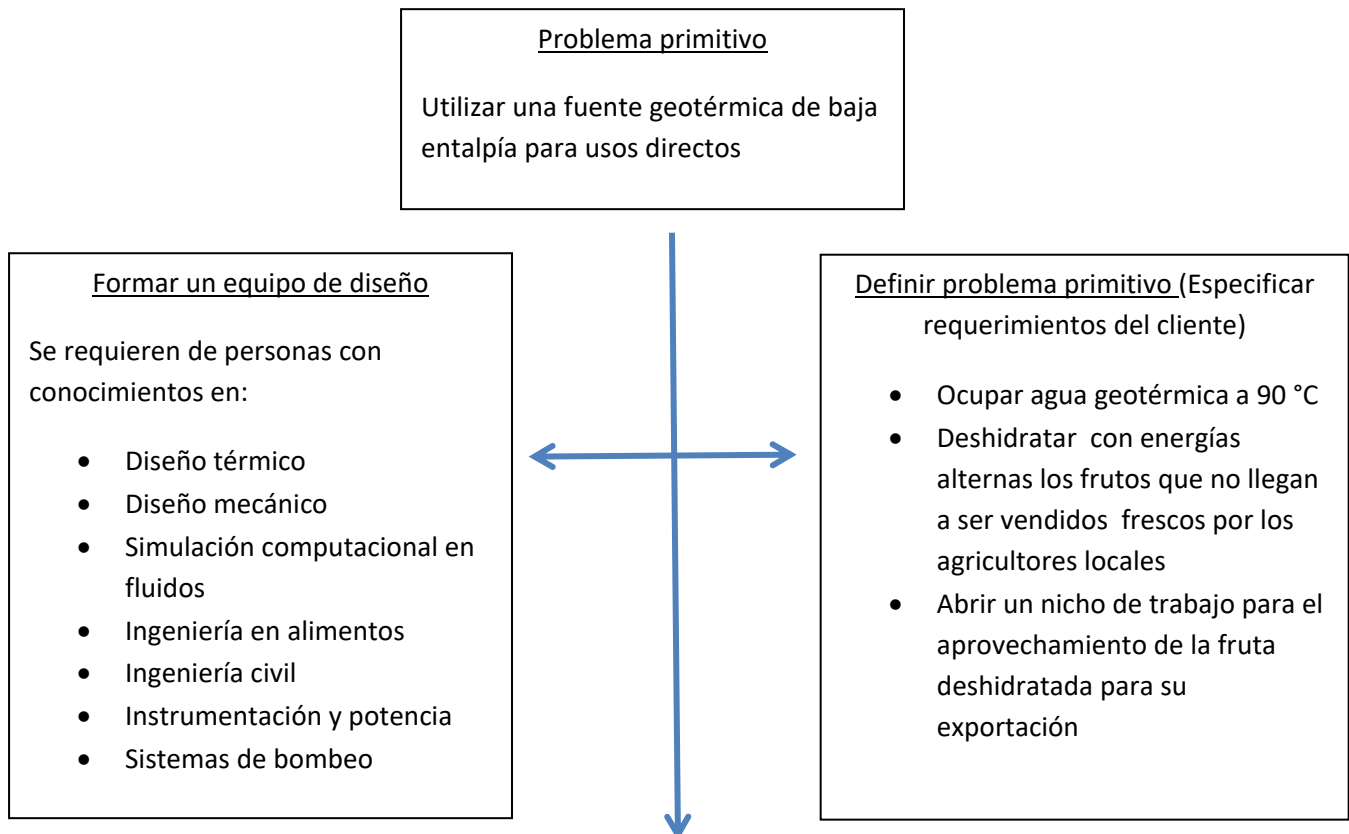 Problema primitivo
Utilizar una fuente geotérmica de baja
entalpía para usos directos
Formar un equipo de diseño
Se requieren de personas con
conocimientos en:
• Diseño térmico
• Diseño mecánico
• Simulación computacional en
fluidos
• Ingeniería en alimentos
• Ingeniería civil
• Instrumentación y potencia
• Sistemas de bombeo
Definir problema primitivo (Especificar
requerimientos del cliente)
• Ocupar agua geotérmica a 90 °C
• Deshidratar con energías
alternas los frutos que no llegan
a ser vendidos frescos por los
agricultores locales
• Abrir un nicho de trabajo para el
aprovechamiento de la fruta
deshidratada para su
exportación